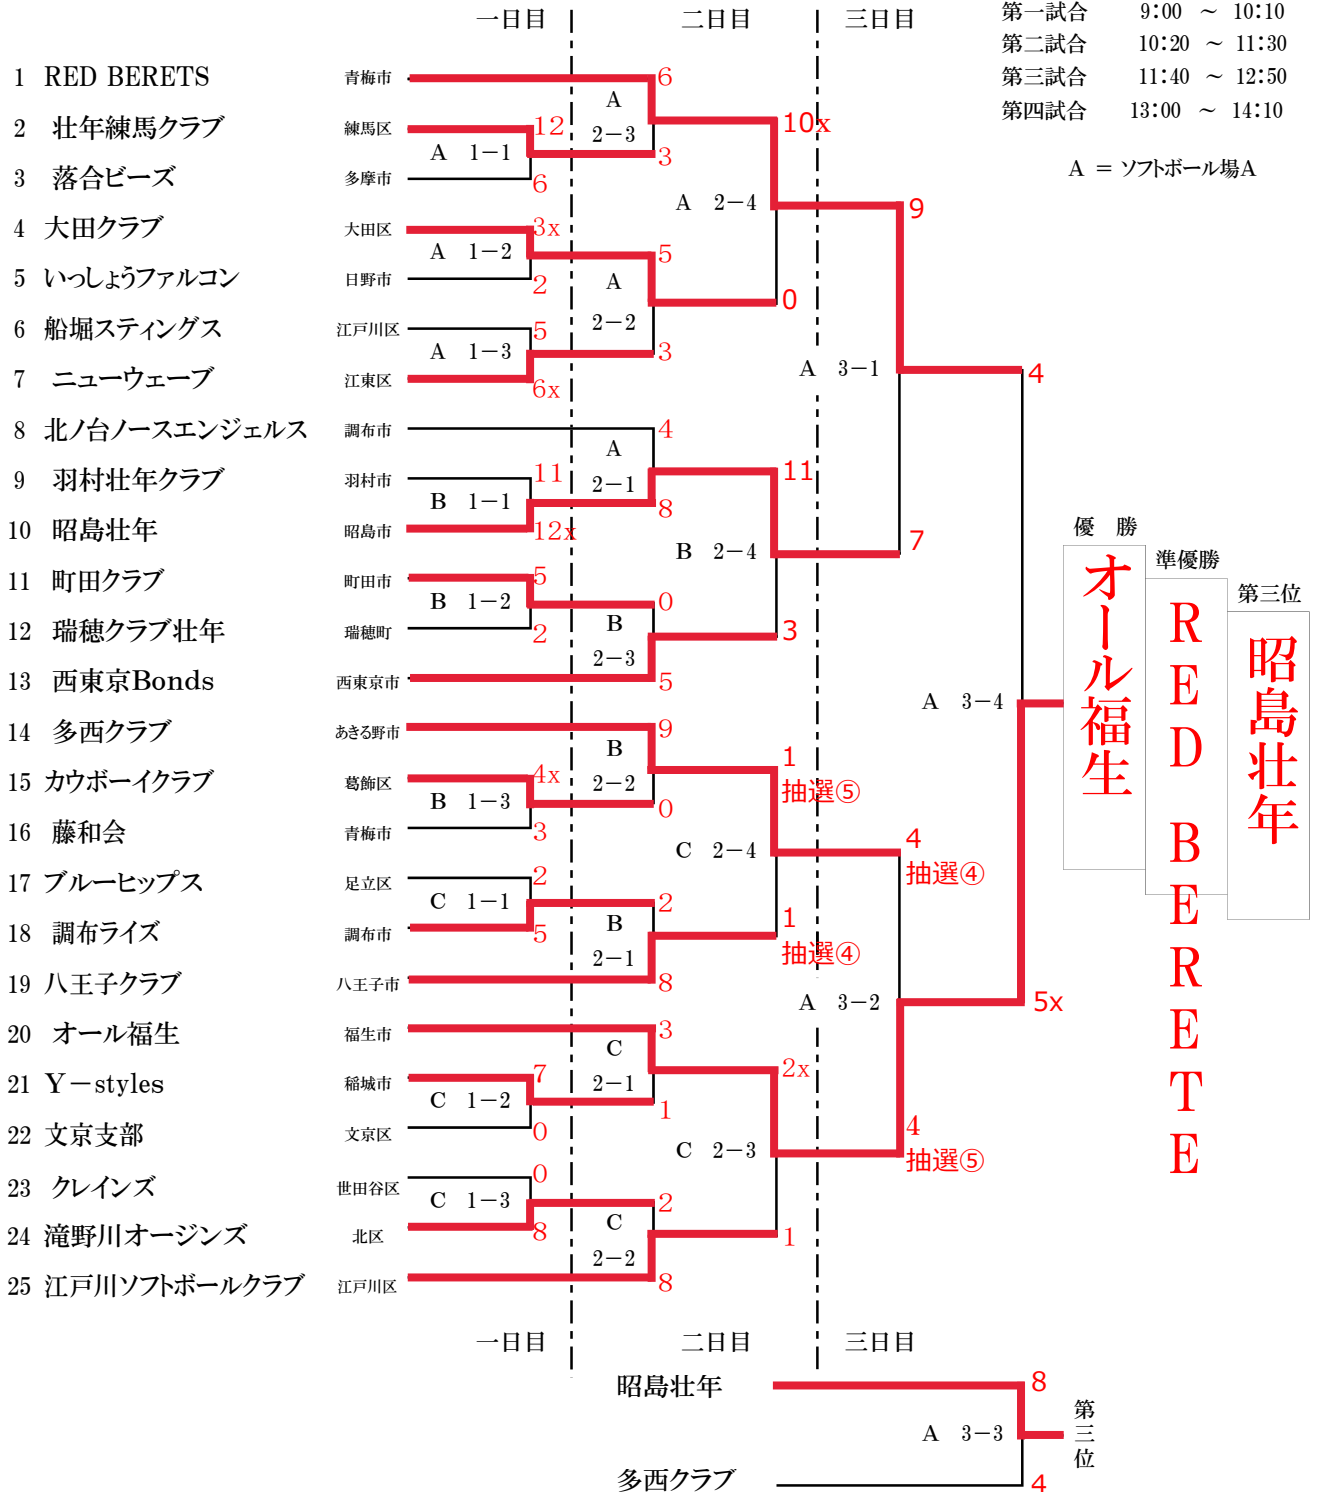 一日目 二日目 三日目
第一試合 9:00 ～ 10:10
第二試合 10:20 ～ 11:30
第三試合 11:40 ～ 12:50
第四試合 13:00 ～ 14:10
A ＝ ソフトボール場A
1 RED BERETS 青梅市
2 壮年練馬クラブ 練馬区
3 落合ビーズ 多摩市
4 大田クラブ 大田区
5 いっしょうファルコン 日野市
6 船堀スティングス 江戸川区
7 ニューウェーブ 江東区
8 北ノ台ノースエンジェルス 調布市
9 羽村壮年クラブ 羽村市
10 昭島壮年 昭島市
11 町田クラブ 町田市
12 瑞穂クラブ壮年 瑞穂町
13 西東京Bonds 西東京市
14 多西クラブ あきる野市
15 カウボーイクラブ 葛飾区
16 藤和会 青梅市
17 ブルーヒップス 足立区
18 調布ライズ 調布市
19 八王子クラブ 八王子市
20 オール福生 福生市
21 Y－styles 稲城市
22 文京支部 文京区
23 クレインズ 世田谷区
24 滝野川オージンズ 北区
25 江戸川ソフトボールクラブ 江戸川区
12
A 1－1
6
3x
A 1－2
2
5
A 1－3
6x
11
B 1－1
12x
5
B 1－2
2
4x
B 1－3
3
2
C 1－1
5
7
C 1－2
0
0
C 1－3
8
6
A
2－3
3
5
A
2－2
3
4
A
2－1
8
0
B
2－3
5
9
B
2－2
0
2
B
2－1
8
3
C
2－1
1
2
C
2－2
8
10x
A 2－4
0
11
B 2－4
3
1
抽選⑤
C 2－4
1
抽選④
2x
C 2－3
1
9
A 3－1
7
4
抽選④
A 3－2
4
抽選⑤
4
A 3－4
5x
優 勝
オール福生
準優勝
RED BERETE
第三位
昭島壮年
一日目 二日目 三日目
昭島壮年
8
A 3－3
第三位
多西クラブ
4